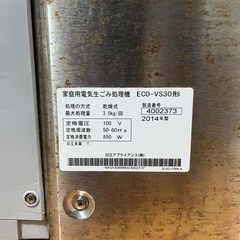 家庭用電気生ごみ処理機 ECO-VS30形
処理の方式 乾燥式
最大処理量 2.0kg/回
製造番号
4002373
定格電圧 100 V
2014年製
定格周波数 50-60Hz
定格消費電力 850 W
日立アプライアンス(株)